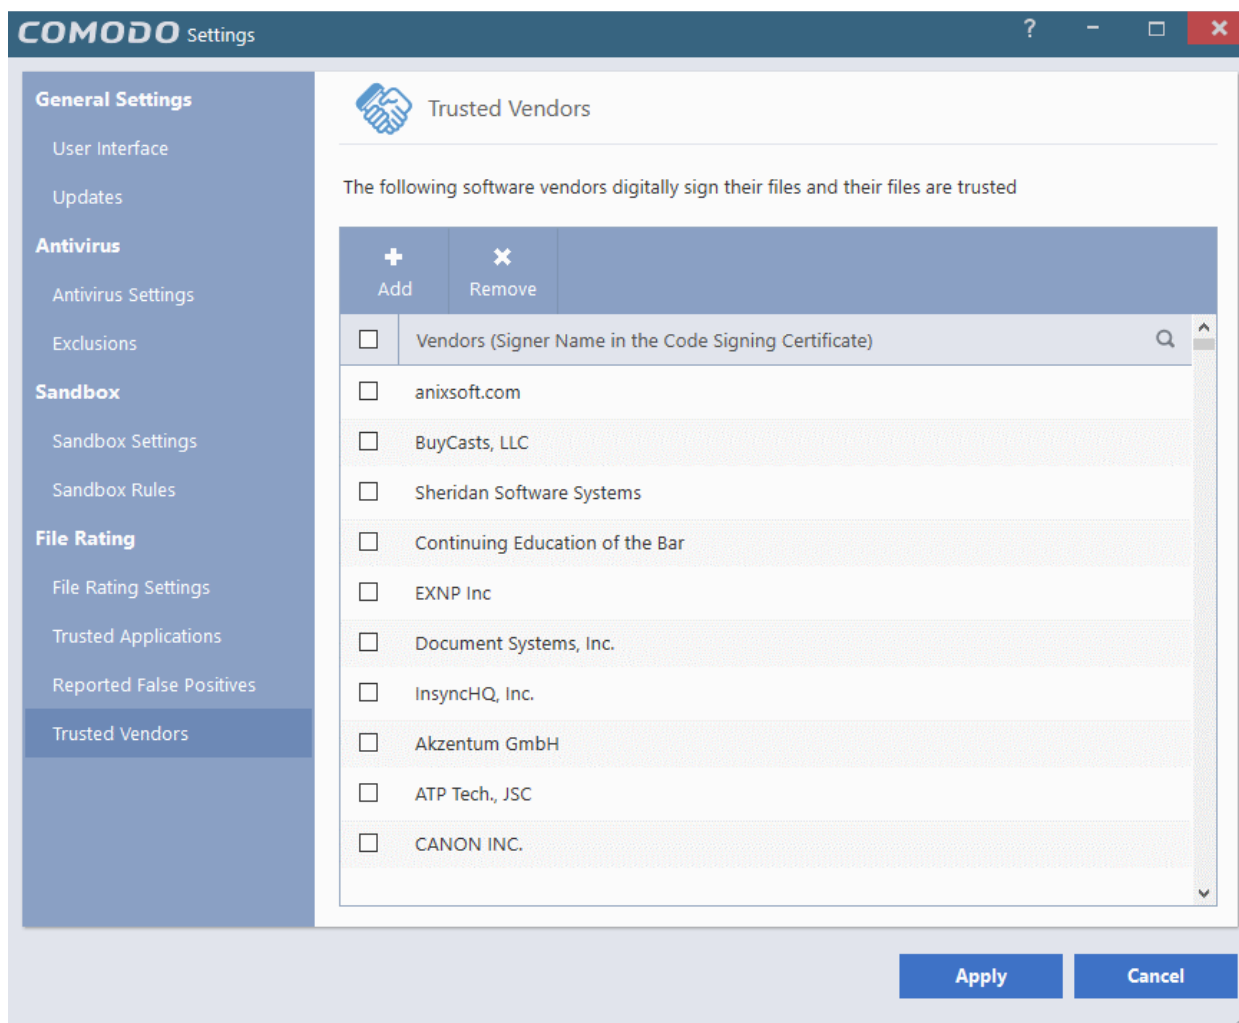 COMODO Settings ?
General Settings
User Interface
Updates
Antivirus
Antivirus Settings
Exclusions
Sandbox
Sandbox Settings
Sandbox Rules
File Rating
File Rating Settings
Trusted Applications
Reported False Positives
Trusted Vendors
Trusted Vendors
The following software vendors digitally sign their files and their files are trusted
Add Remove
Vendors (Signer Name in the Code Signing Certificate)
anixsoft.com
BuyCasts, LLC
Sheridan Software Systems
Continuing Education of the Bar
EXNP Inc
Document Systems, Inc.
InsyncHQ, Inc.
Akzentum GmbH
ATP Tech., JSC
CANON INC.
Apply Cancel